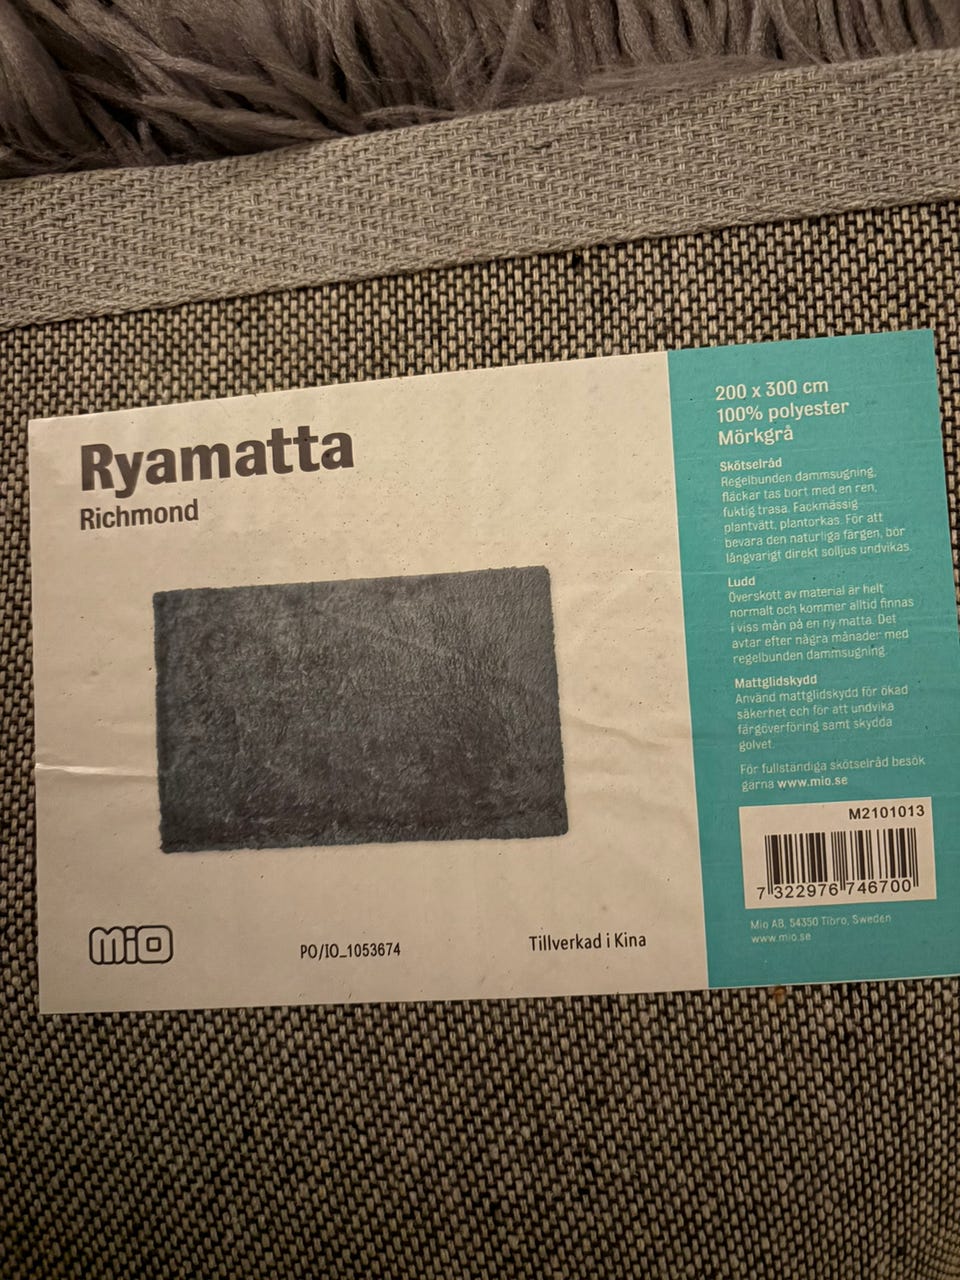 Ryamatta
Richmond
200 x 300 cm
100% polyester
Mörkgrå
Skötselråd
Regelbunden dammsugning,
fläckar tas bort med en ren,
fuktig trasa. Fackmässig
plantvätt, plantorkas. För att
bevara den naturliga färgen, bör
långvarigt direkt solljus undvikas.
Ludd
Överskott av material är helt
normalt och kommer alltid finnas
i viss mån på en ny matta. Det
avtar efter några månader med
regelbunden dammsugning.
Mattglidskydd
Använd mattglidskydd för ökad
säkerhet och för att undvika
färgöverföring samt skydda
golvet.
För fullständiga skötselråd besök
gärna www.mio.se
M2101013
7 322976 746700
Mio AB, 54350 Tibro, Sweden
www.mio.se
MIO
PO/IO_1053674
Tillverkad i Kina